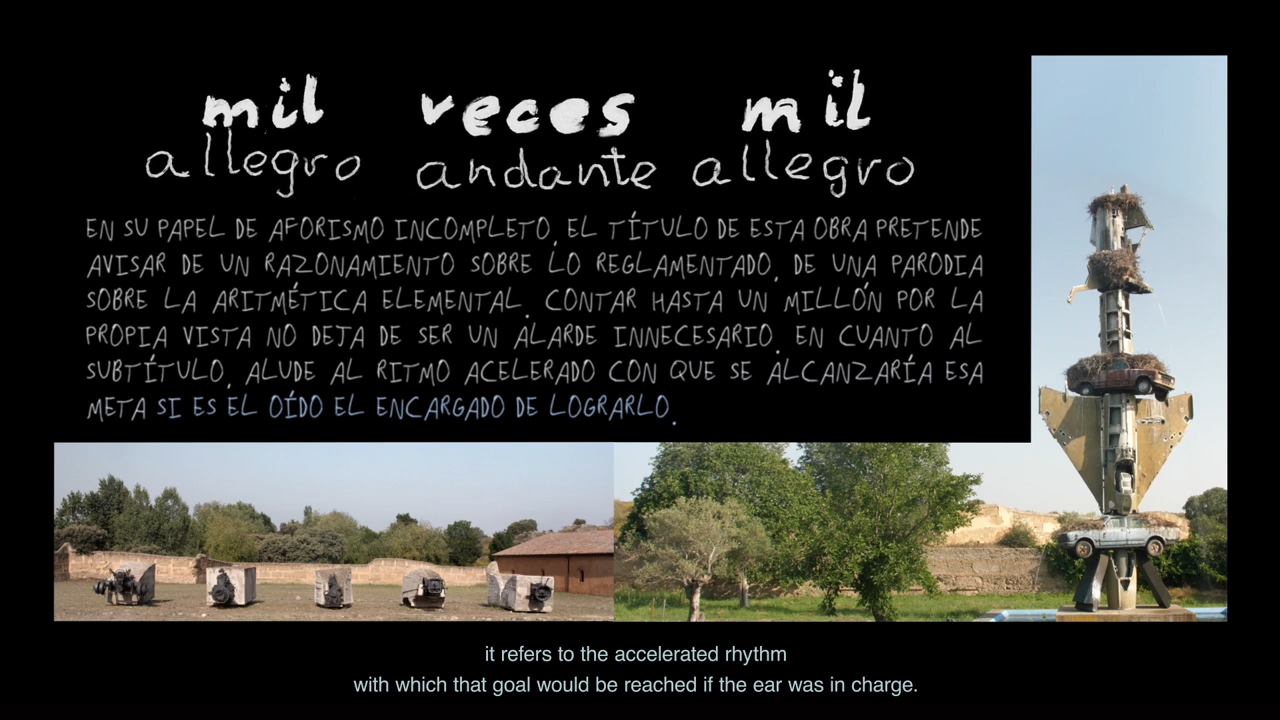 mil veces mil
allegro andante allegro
EN SU PAPEL DE AFORISMO INCOMPLETO, EL TÍTULO DE ESTA OBRA PRETENDE
AVISAR DE UN RAZONAMIENTO SOBRE LO REGLAMENTADO, DE UNA PARODIA
SOBRE LA ARITMÉTICA ELEMENTAL. CONTAR HASTA UN MILLÓN POR LA
PROPIA VISTA NO DEJA DE SER UN ALARDE INNECESARIO. EN CUANTO AL
SUBTÍTULO, ALUDE AL RITMO ACELERADO CON QUE SE ALCANZARÍA ESA
META SI ES EL OÍDO EL ENCARGADO DE LOGRARLO.
it refers to the accelerated rhythm
with which that goal would be reached if the ear was in charge.